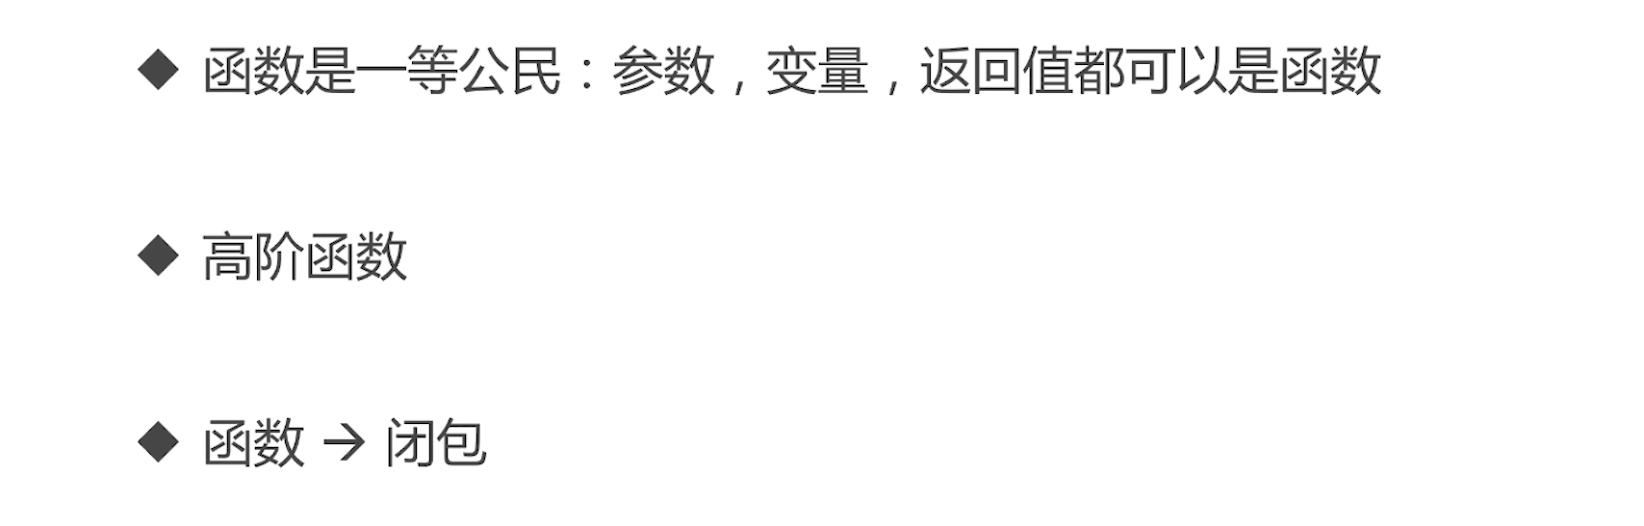 ◆ 函数是一等公民：参数，变量，返回值都可以是函数
◆ 高阶函数
◆ 函数 → 闭包